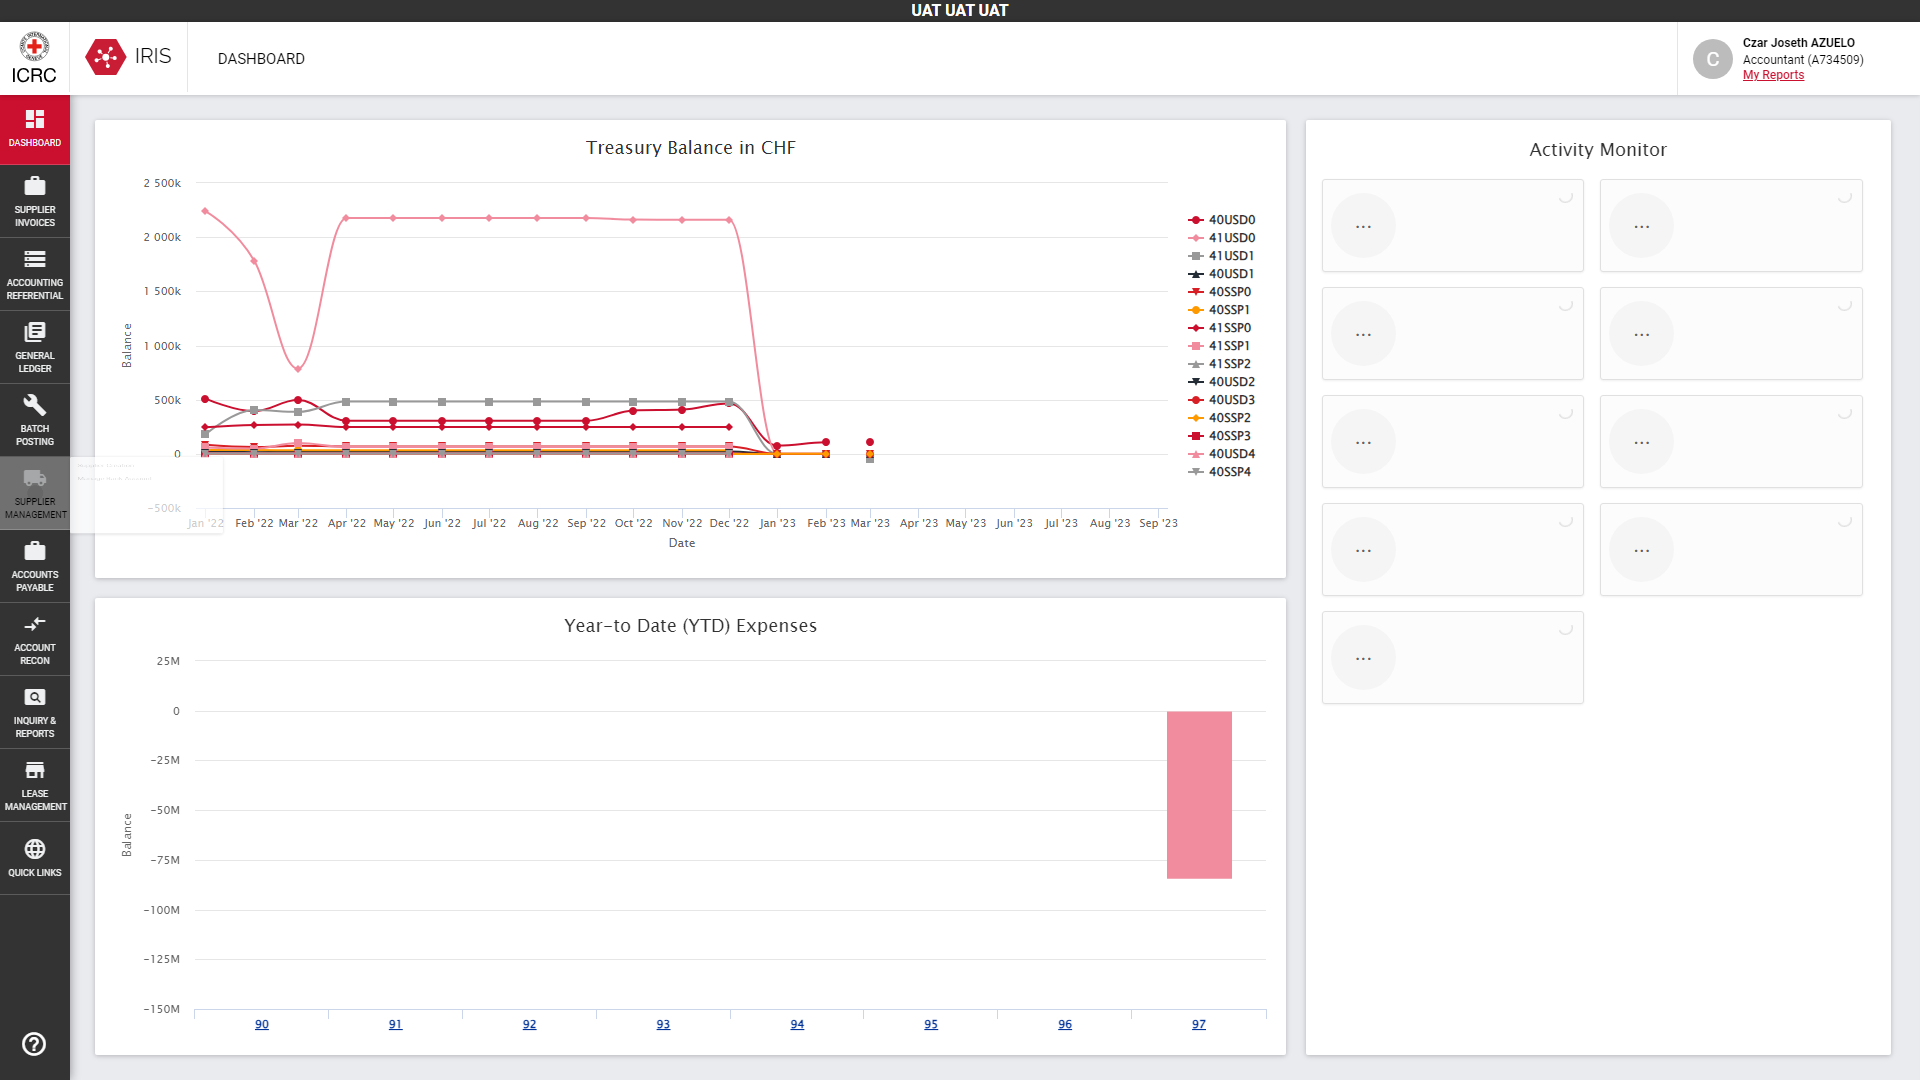 UAT UAT UAT
ICRC
IRIS
DASHBOARD
Czar Joseth AZUELO
Accountant (A734509)
My Reports
DASHBOARD
SUPPLIER
INVOICES
ACCOUNTING
REFERENTIAL
GENERAL
LEDGER
BATCH
POSTING
SUPPLIER
MANAGEMENT
ACCOUNTS
PAYABLE
ACCOUNT
RECON
INQUIRY &
REPORTS
LEASE
MANAGEMENT
QUICK LINKS
Treasury Balance in CHF
2 500k
2 000k
1 500k
1 000k
500k
0
-500k
Balance
Jan '22 Feb '22 Mar '22 Apr '22 May '22 Jun '22 Jul '22 Aug '22 Sep '22 Oct '22 Nov '22 Dec '22 Jan '23 Feb '23 Mar '23 Apr '23 May '23 Jun '23 Jul '23 Aug '23 Sep '23
Date
40USD0
41USD0
41USD1
40USD1
40SSP0
40SSP1
41SSP0
41SSP1
41SSP2
40USD2
40USD3
40SSP2
40SSP3
40USD4
40SSP4
Year-to Date (YTD) Expenses
25M
0
-25M
-50M
-75M
-100M
-125M
-150M
Balance
90 91 92 93 94 95 96 97
Activity Monitor
... ...
... ...
... ...
... ...
...